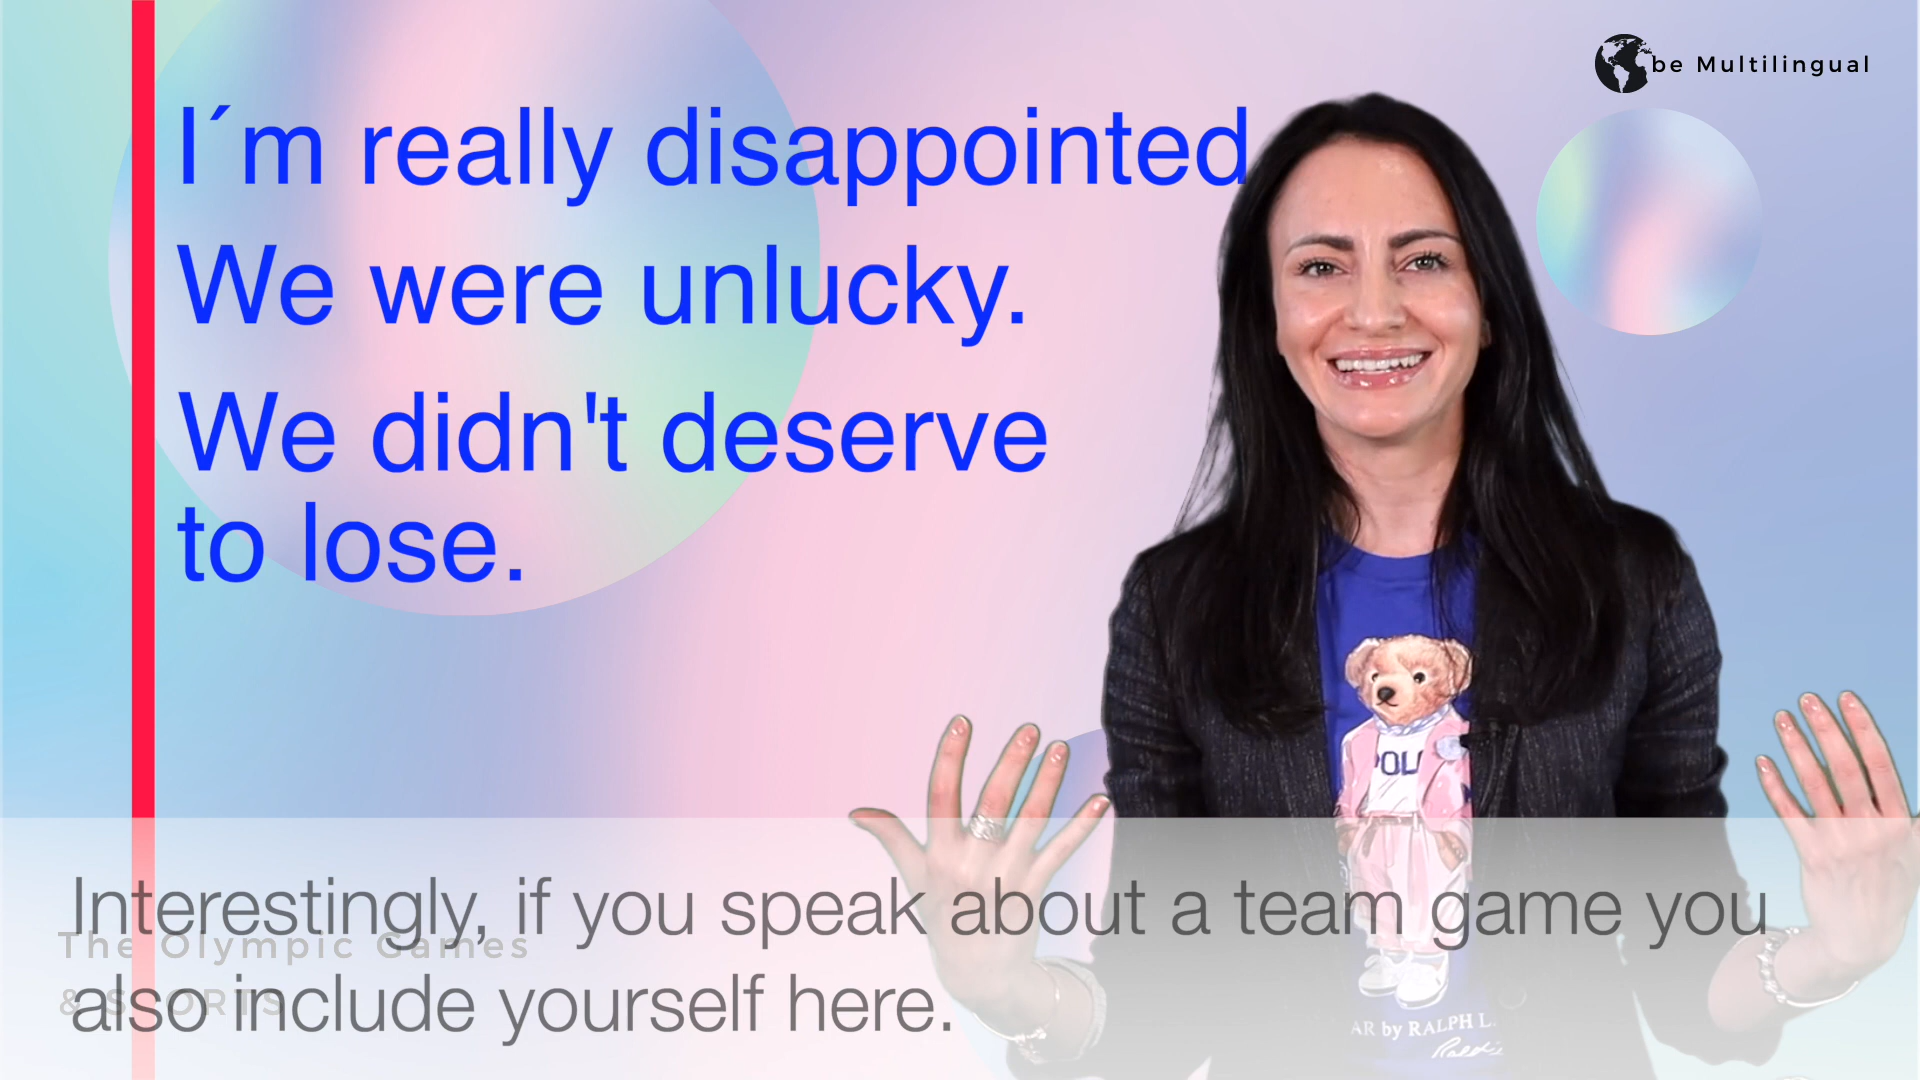 be Multilingual
I´m really disappointed
We were unlucky.
We didn't deserve
to lose.
POLO
Interestingly, if you speak about a team game you
also include yourself here.
The Olympic Games
& SPORTS
AR by RALPH L